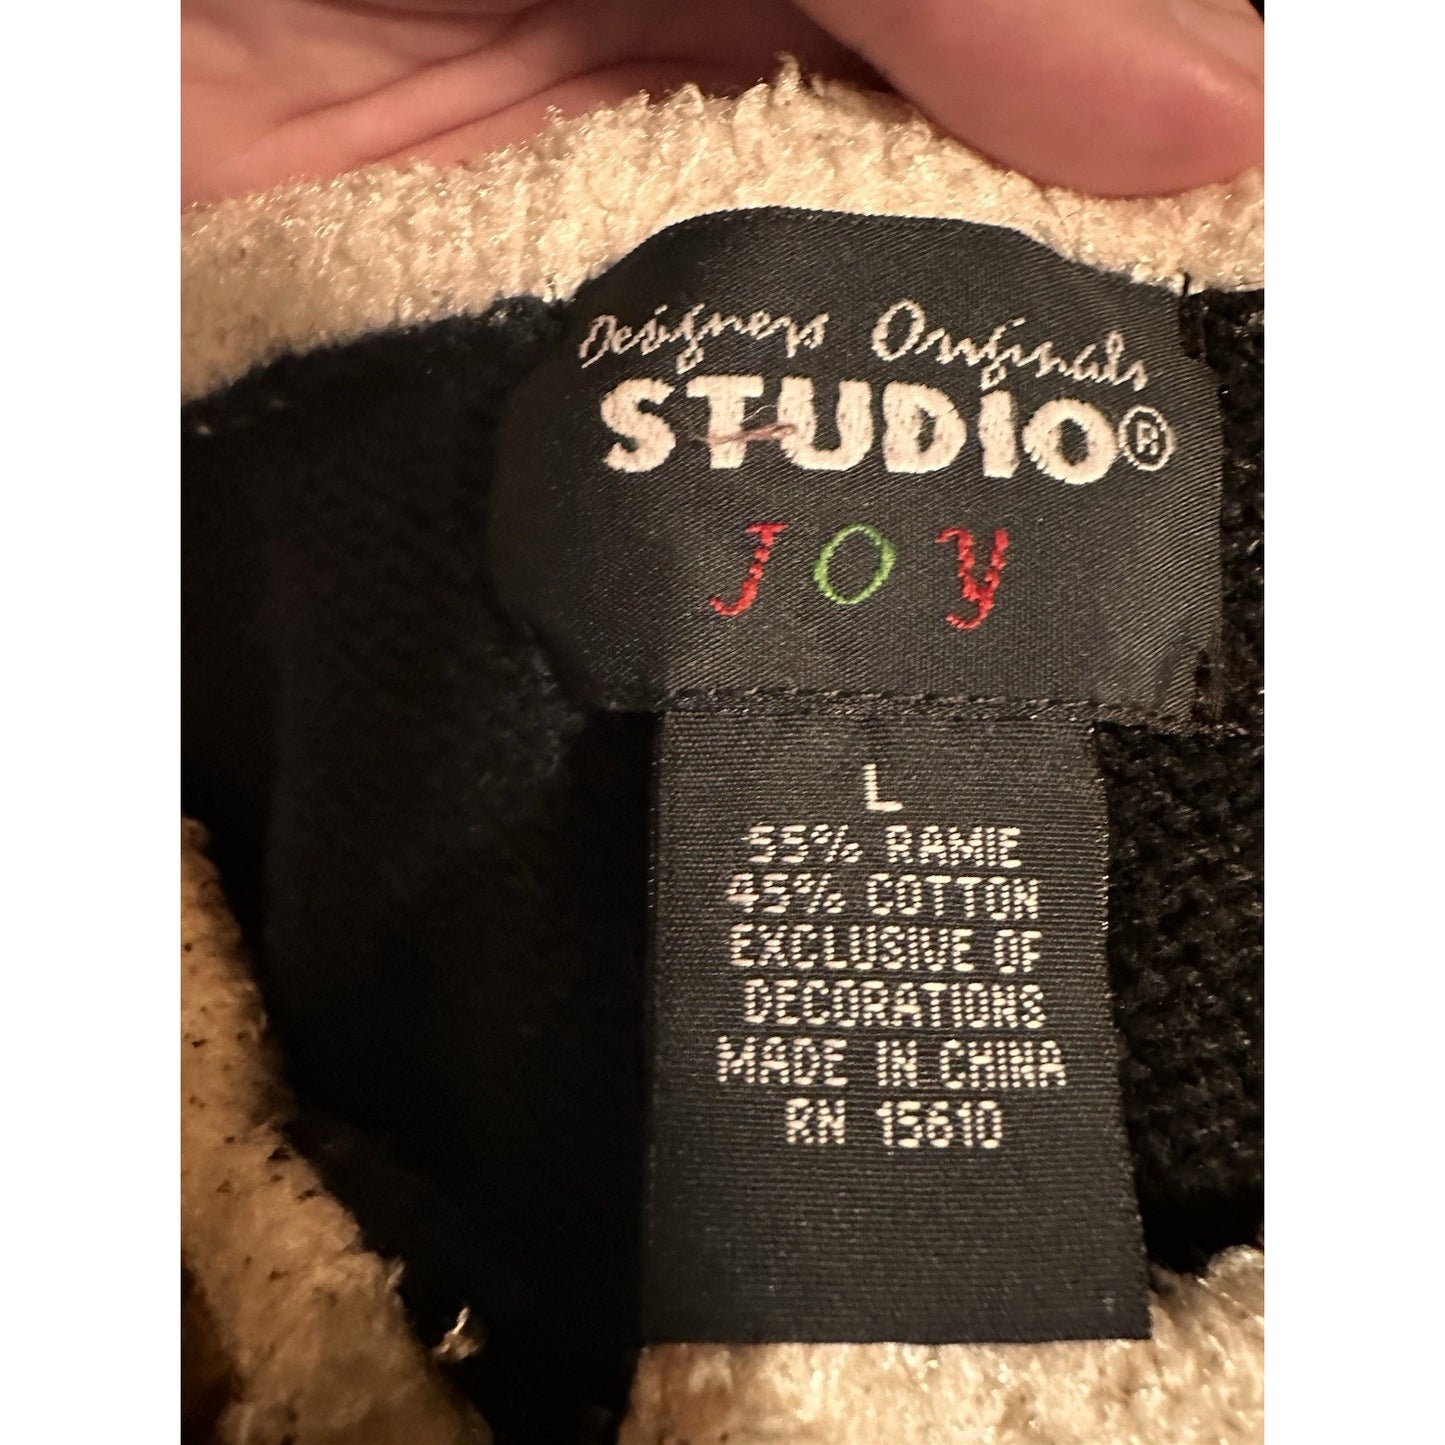 Designers Originals
STUDIO®
JOY
L
55% RAMIE
45% COTTON
EXCLUSIVE OF
DECORATIONS
MADE IN CHINA
RN 15610